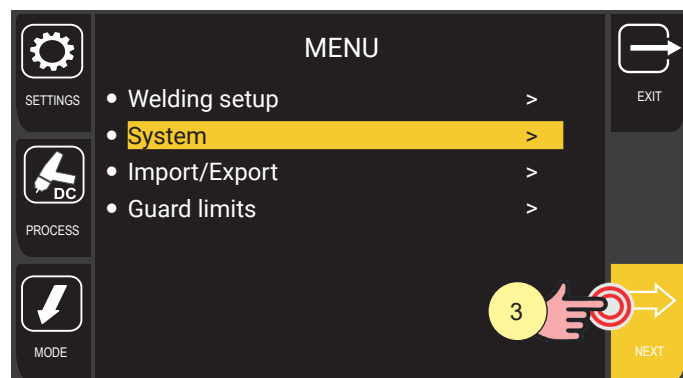 MENU
SETTINGS
EXIT
• Welding setup >
• System >
• Import/Export >
• Guard limits >
DC
PROCESS
3
MODE
NEXT